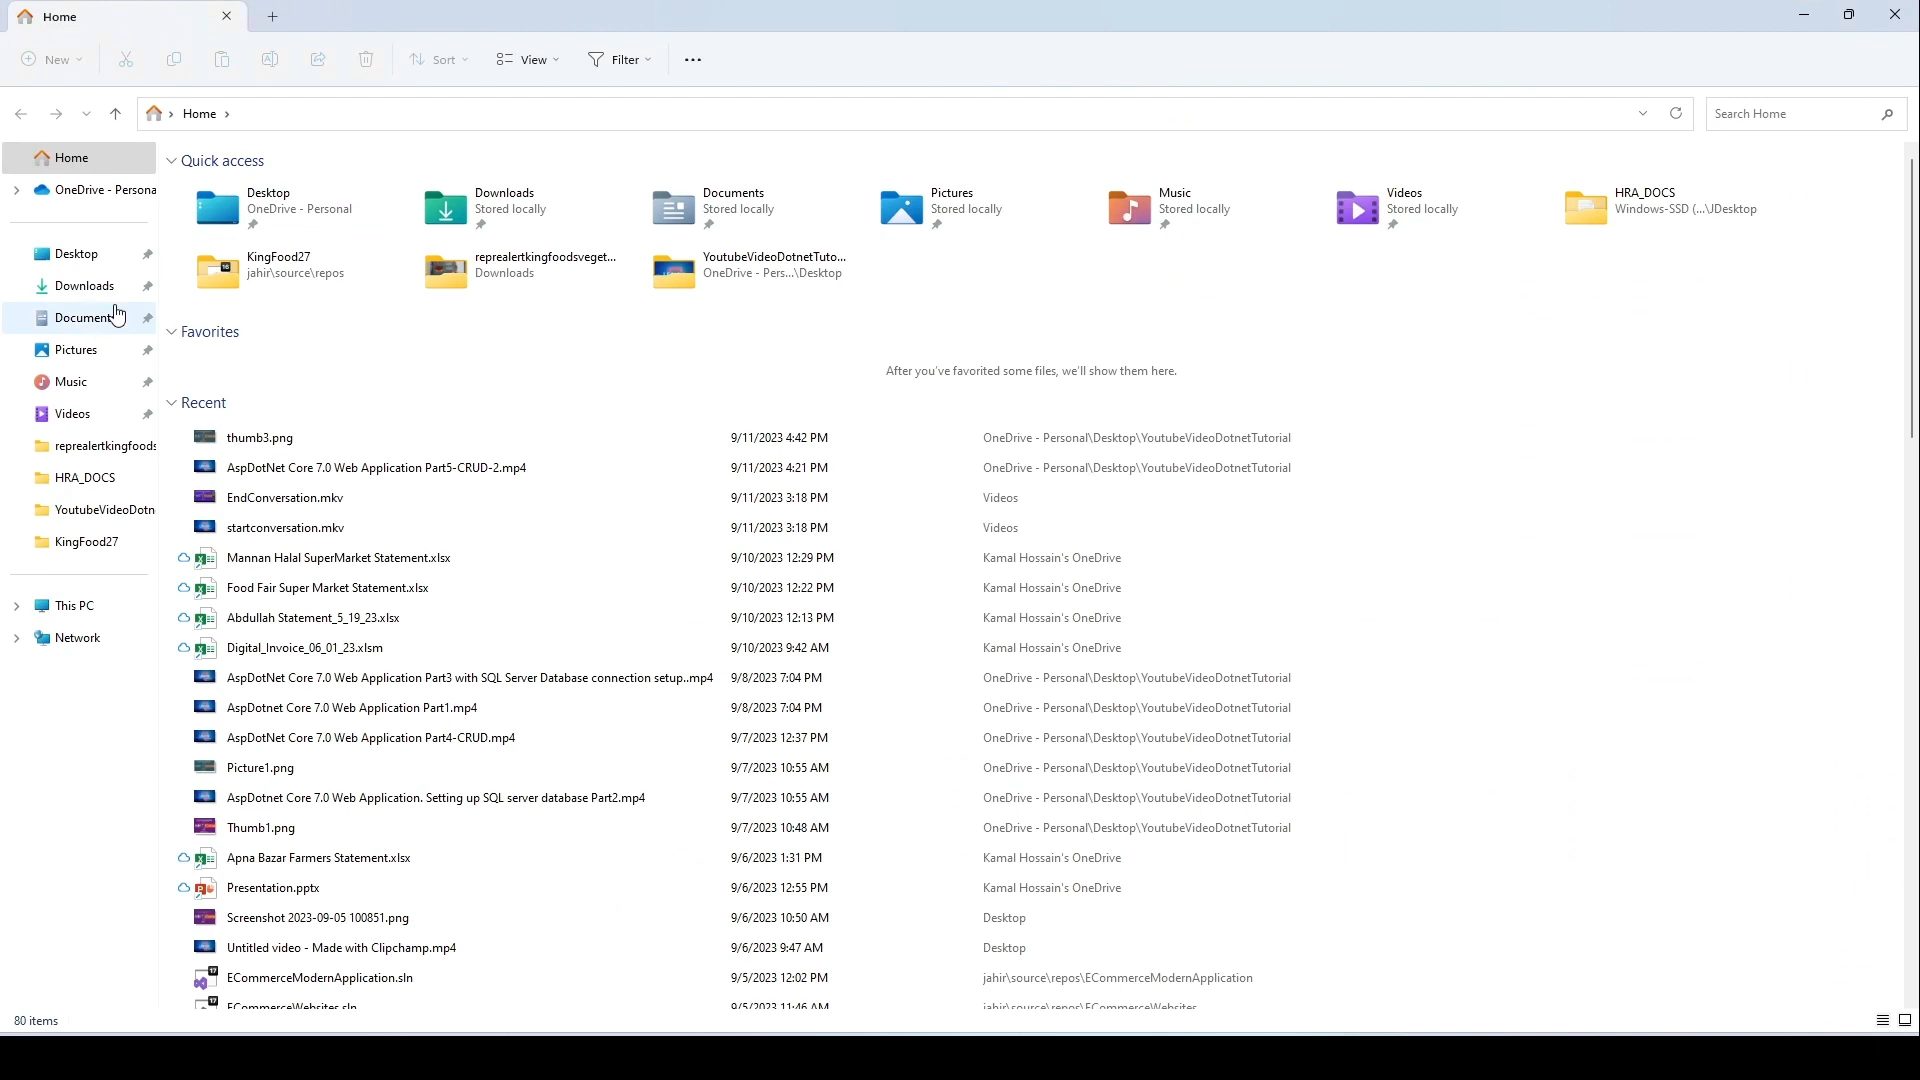 Home
New
Sort
View
Filter
Home
Search Home
Home
OneDrive - Persona
Desktop
Downloads
Document
Pictures
Music
Videos
reprealertkingfoods
HRA_DOCS
YoutubeVideoDotn
KingFood27
This PC
Network
Quick access
Desktop
OneDrive - Personal
Downloads
Stored locally
Documents
Stored locally
Pictures
Stored locally
Music
Stored locally
Videos
Stored locally
HRA_DOCS
Windows-SSD (...\JDesktop
KingFood27
jahir\source\repos
reprealertkingfoodsveget...
Downloads
YoutubeVideoDotnetTuto...
OneDrive - Pers...\Desktop
Favorites
After you've favorited some files, we'll show them here.
Recent
thumb3.png 9/11/2023 4:42 PM OneDrive - Personal\Desktop\YoutubeVideoDotnetTutorial
AspDotNet Core 7.0 Web Application Part5-CRUD-2.mp4 9/11/2023 4:21 PM OneDrive - Personal\Desktop\YoutubeVideoDotnetTutorial
EndConversation.mkv 9/11/2023 3:18 PM Videos
startconversation.mkv 9/11/2023 3:18 PM Videos
Mannan Halal SuperMarket Statement.xlsx 9/10/2023 12:29 PM Kamal Hossain's OneDrive
Food Fair Super Market Statement.xlsx 9/10/2023 12:22 PM Kamal Hossain's OneDrive
Abdullah Statement_5_19_23.xlsx 9/10/2023 12:13 PM Kamal Hossain's OneDrive
Digital_Invoice_06_01_23.xlsm 9/10/2023 9:42 AM Kamal Hossain's OneDrive
AspDotNet Core 7.0 Web Application Part3 with SQL Server Database connection setup..mp4 9/8/2023 7:04 PM OneDrive - Personal\Desktop\YoutubeVideoDotnetTutorial
AspDotnet Core 7.0 Web Application Part1.mp4 9/8/2023 7:04 PM OneDrive - Personal\Desktop\YoutubeVideoDotnetTutorial
AspDotNet Core 7.0 Web Application Part4-CRUD.mp4 9/7/2023 12:37 PM OneDrive - Personal\Desktop\YoutubeVideoDotnetTutorial
Picture1.png 9/7/2023 10:55 AM OneDrive - Personal\Desktop\YoutubeVideoDotnetTutorial
AspDotnet Core 7.0 Web Application. Setting up SQL server database Part2.mp4 9/7/2023 10:55 AM OneDrive - Personal\Desktop\YoutubeVideoDotnetTutorial
Thumb1.png 9/7/2023 10:48 AM OneDrive - Personal\Desktop\YoutubeVideoDotnetTutorial
Apna Bazar Farmers Statement.xlsx 9/6/2023 1:31 PM Kamal Hossain's OneDrive
Presentation.pptx 9/6/2023 12:55 PM Kamal Hossain's OneDrive
Screenshot 2023-09-05 100851.png 9/6/2023 10:50 AM Desktop
Untitled video - Made with Clipchamp.mp4 9/6/2023 9:47 AM Desktop
ECommerceModernApplication.sln 9/5/2023 12:02 PM jahir\source\repos\ECommerceModernApplication
ECommerceWebsites.sln 9/5/2023 11:46 AM jahir\source\repos\ECommerceWebsites
80 items